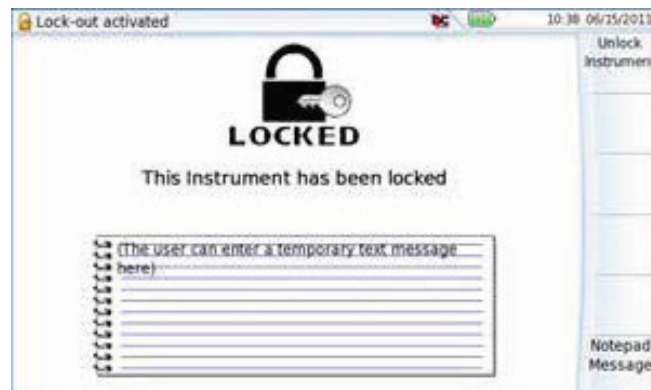 Lock-out activated
10:38 06/15/2011
Unlock
Instrument
LOCKED
This Instrument has been locked
(The user can enter a temporary text message
here)
Notepad
Message